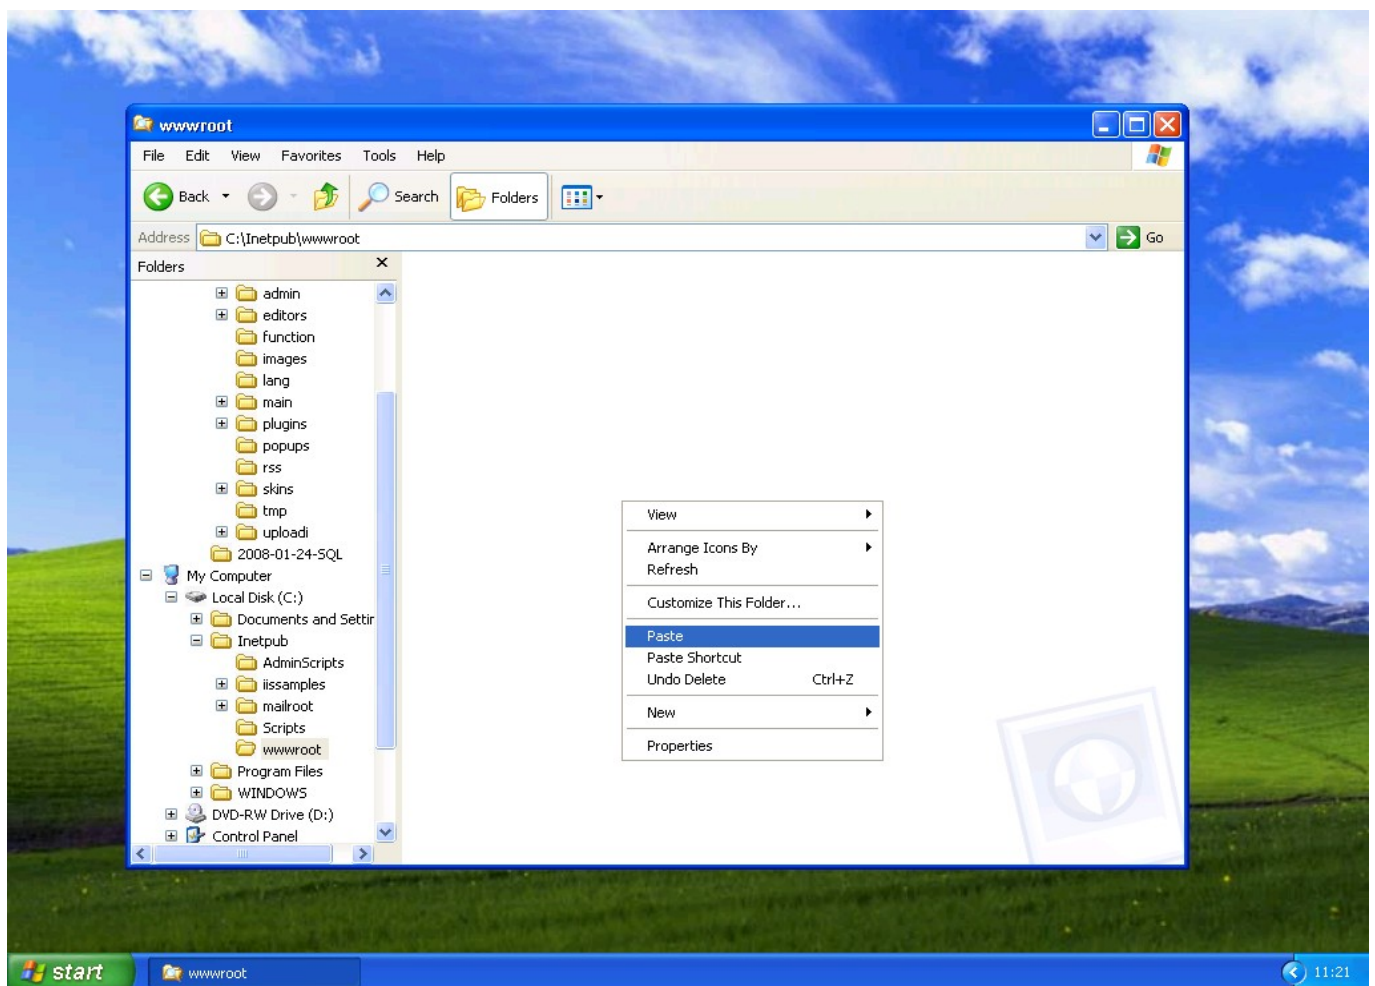 wwwroot
File Edit View Favorites Tools Help
Back Search Folders
Address C:\Inetpub\wwwroot Go
Folders
admin
editors
function
images
lang
main
plugins
popups
rss
skins
tmp
uploadi
2008-01-24-SQL
My Computer
Local Disk (C:)
Documents and Settin
Inetpub
AdminScripts
iissamples
mailroot
Scripts
wwwroot
Program Files
WINDOWS
DVD-RW Drive (D:)
Control Panel
View
Arrange Icons By
Refresh
Customize This Folder...
Paste
Paste Shortcut
Undo Delete Ctrl+Z
New
Properties
start wwwroot 11:21